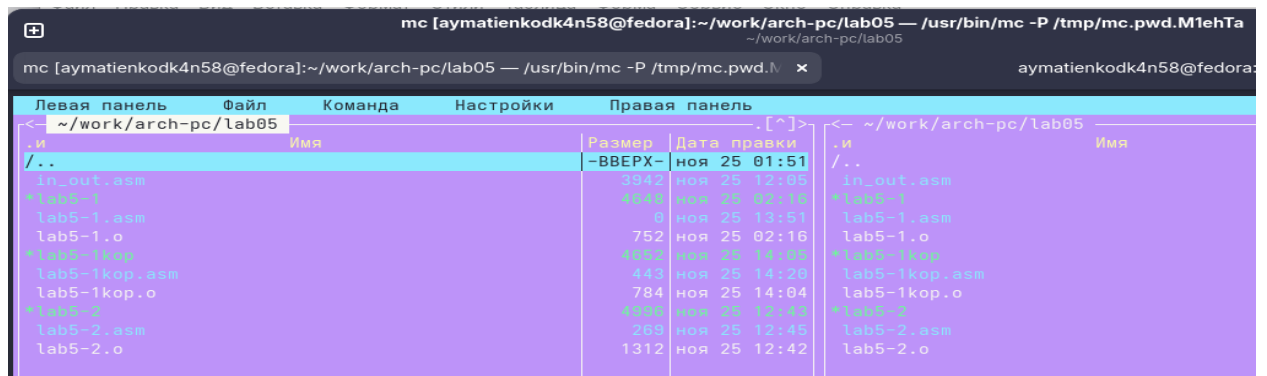 mc [aymatienkodk4n58@fedora]:~/work/arch-pc/lab05 — /usr/bin/mc -P /tmp/mc.pwd.M1ehTa
~/work/arch-pc/lab05
mc [aymatienkodk4n58@fedora]:~/work/arch-pc/lab05 — /usr/bin/mc -P /tmp/mc.pwd.M × aymatienkodk4n58@fedora:
Левая панель Файл Команда Настройки Правая панель
<— ~/work/arch-pc/lab05 .[^]> <— ~/work/arch-pc/lab05
.и Имя Размер Дата правки .и Имя
/.. -ВВЕРХ- ноя 25 01:51 /..
in_out.asm 3942 ноя 25 12:05 in_out.asm
*lab5-1 4648 ноя 25 02:16 *lab5-1
lab5-1.asm 0 ноя 25 13:51 lab5-1.asm
lab5-1.o 752 ноя 25 02:16 lab5-1.o
*lab5-1kop 4652 ноя 25 14:05 *lab5-1kop
lab5-1kop.asm 443 ноя 25 14:20 lab5-1kop.asm
lab5-1kop.o 784 ноя 25 14:04 lab5-1kop.o
*lab5-2 4996 ноя 25 12:43 *lab5-2
lab5-2.asm 269 ноя 25 12:45 lab5-2.asm
lab5-2.o 1312 ноя 25 12:42 lab5-2.o